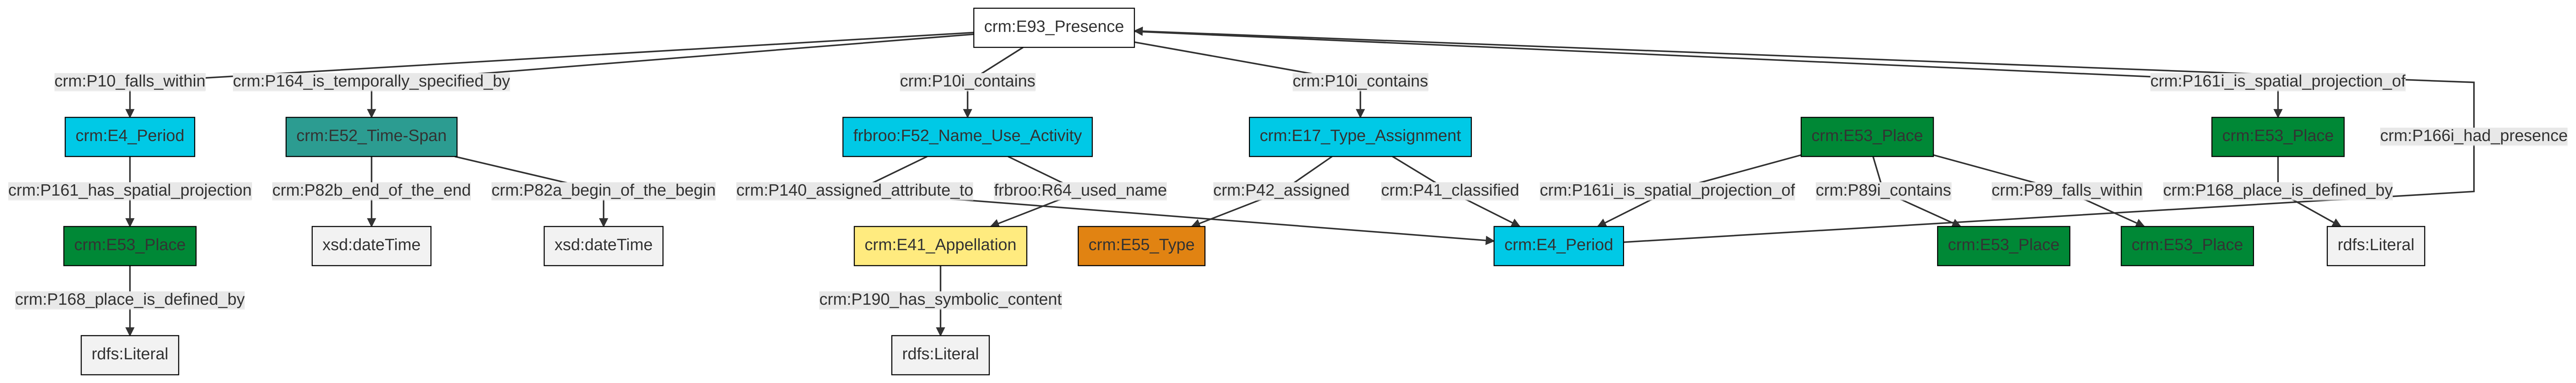 crm:E93_Presence
crm:P10_falls_within
crm:P164_is_temporally_specified_by
crm:P10i_contains
crm:P10i_contains
crm:P161i_is_spatial_projection_of
crm:E4_Period
crm:E52_Time-Span
frbroo:F52_Name_Use_Activity
crm:E17_Type_Assignment
crm:E53_Place
crm:E53_Place
crm:P166i_had_presence
crm:P161_has_spatial_projection
crm:P82b_end_of_the_end
crm:P82a_begin_of_the_begin
crm:P140_assigned_attribute_to
frbroo:R64_used_name
crm:P42_assigned
crm:P41_classified
crm:P161i_is_spatial_projection_of
crm:P89i_contains
crm:P89_falls_within
crm:P168_place_is_defined_by
crm:E53_Place
xsd:dateTime
xsd:dateTime
crm:E41_Appellation
crm:E55_Type
crm:E4_Period
crm:E53_Place
crm:E53_Place
rdfs:Literal
crm:P168_place_is_defined_by
crm:P190_has_symbolic_content
rdfs:Literal
rdfs:Literal